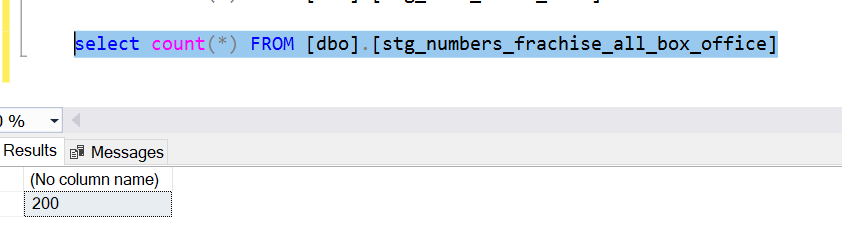 select count(*) FROM [dbo].[stg_numbers_frachise_all_box_office]
%
Results Messages
(No column name)
200